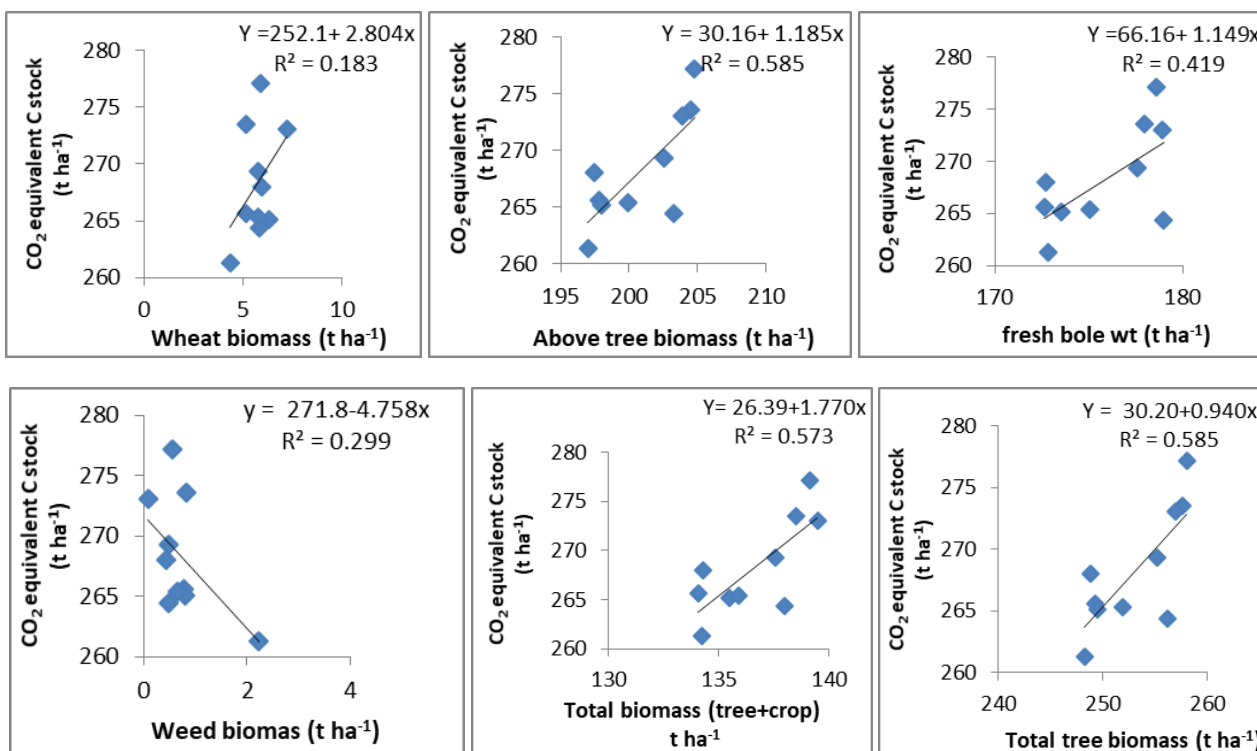 Y =252.1+ 2.804x
R² = 0.183
280
275
270
265
260
0
5
10
CO₂ equivalent C stock
(t ha⁻¹)
Wheat biomass (t ha⁻¹)
Y = 30.16+ 1.185x
R² = 0.585
280
275
270
265
260
195
200
205
210
CO₂ equivalent C stock
(t ha⁻¹)
Above tree biomass (t ha⁻¹)
Y=66.16+ 1.149x
R² = 0.419
280
275
270
265
260
170
180
CO₂ equivalent C stock
(t ha⁻¹)
fresh bole wt (t ha⁻¹)
y = 271.8-4.758x
R² = 0.299
280
275
270
265
260
0
2
4
CO₂ equivalent C stock
(t ha⁻¹)
Weed biomas (t ha⁻¹)
Y= 26.39+1.770x
R² = 0.573
280
275
270
265
260
130
135
140
CO₂ equivalent C stock
(t ha⁻¹)
Total biomass (tree+crop)
t ha⁻¹
Y = 30.20+0.940x
R² = 0.585
280
275
270
265
260
240
250
260
CO₂ equivalent C stock
(t ha⁻¹)
Total tree biomass (t ha⁻¹)